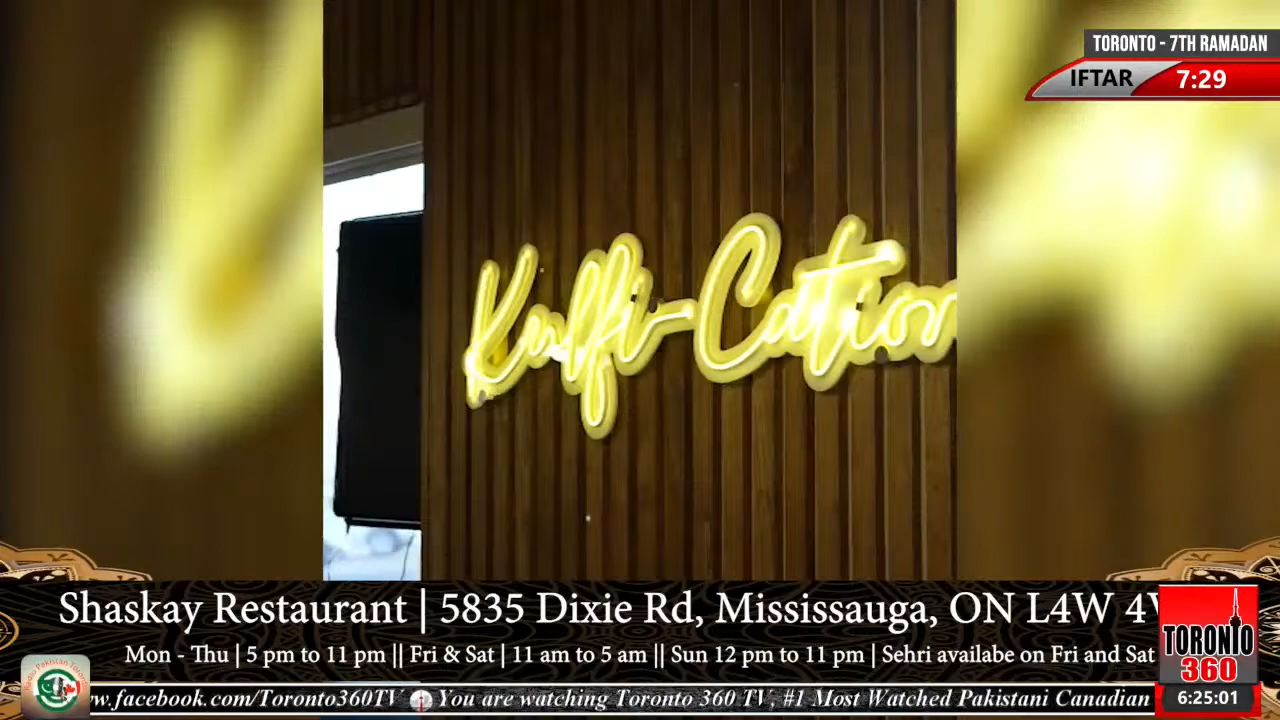 TORONTO - 7TH RAMADAN
IFTAR 7:29
Kulfi-Cation
Shaskay Restaurant | 5835 Dixie Rd, Mississauga, ON L4W 4
Mon - Thu | 5 pm to 11 pm || Fri & Sat | 11 am to 5 am || Sun 12 pm to 11 pm | Sehri availabe on Fri and Sat
TORONTO
360
ww.facebook.com/Toronto360TV You are watching Toronto 360 TV, #1 Most Watched Pakistani Canadian
6:25:01